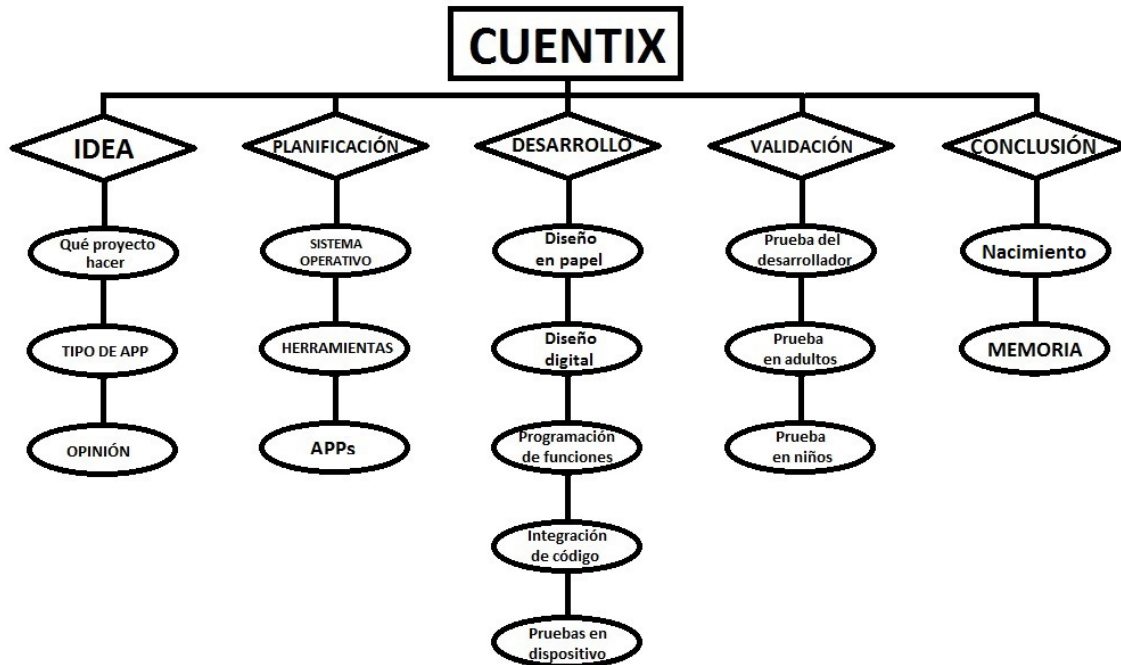 CUENTIX
IDEA
PLANIFICACIÓN
DESARROLLO
VALIDACIÓN
CONCLUSIÓN
Qué proyecto
hacer
TIPO DE APP
OPINIÓN
SISTEMA
OPERATIVO
HERRAMIENTAS
APPs
Diseño
en papel
Diseño
digital
Programación
de funciones
Integración
de código
Pruebas en
dispositivo
Prueba del
desarrollador
Prueba
en adultos
Prueba
en niños
Nacimiento
MEMORIA